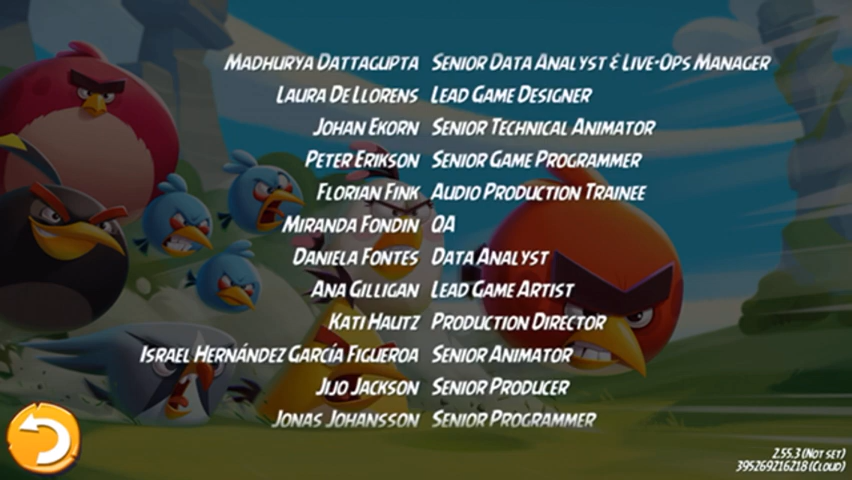 Madhurya Dattagupta Senior Data Analyst & Live-Ops Manager
Laura De Llorens Lead Game Designer
Johan Ekorn Senior Technical Animator
Peter Erikson Senior Game Programmer
Florian Fink Audio Production Trainee
Miranda Fondin QA
Daniela Fontes Data Analyst
Ana Gilligan Lead Game Artist
Kati Hautz Production Director
Israel Hernández García Figueroa Senior Animator
Jijo Jackson Senior Producer
Jonas Johansson Senior Programmer
2.55.3 (Not set)
395269216218 (Cloud)